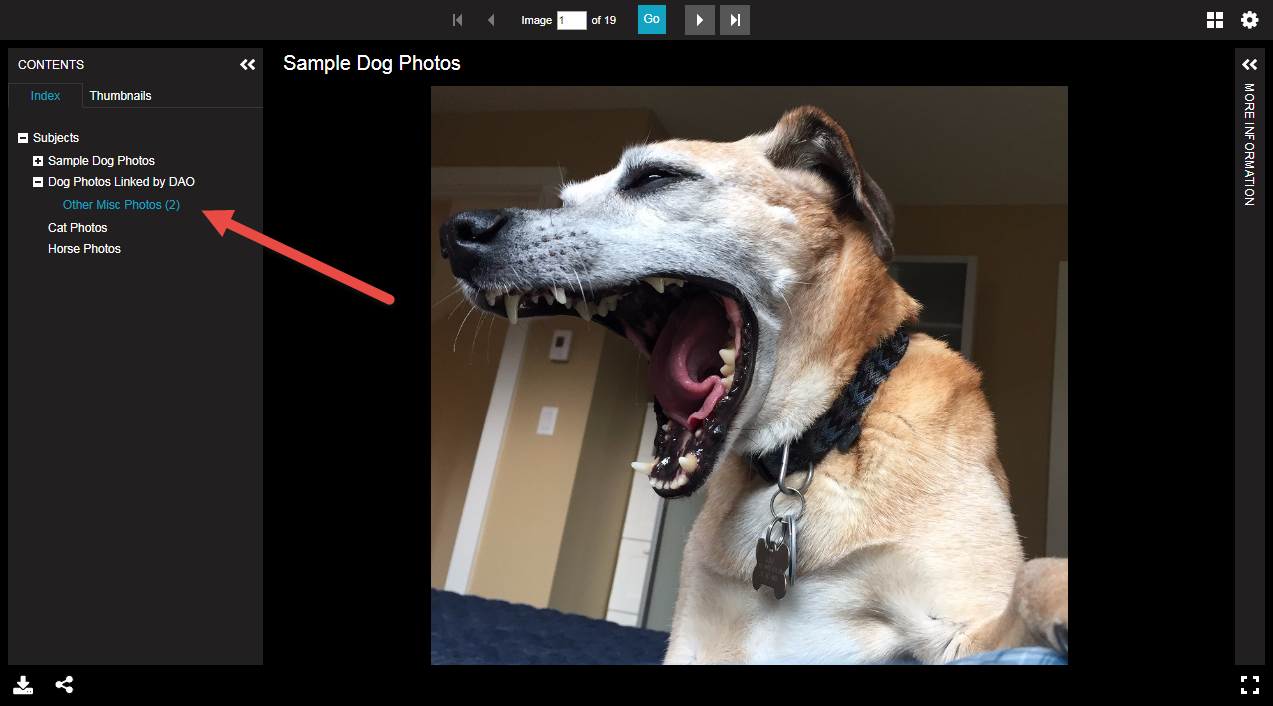 Image 1 of 19 Go
CONTENTS
Sample Dog Photos
Index Thumbnails
Subjects
Sample Dog Photos
Dog Photos Linked by DAO
Other Misc Photos (2)
Cat Photos
Horse Photos
MORE INFORMATION